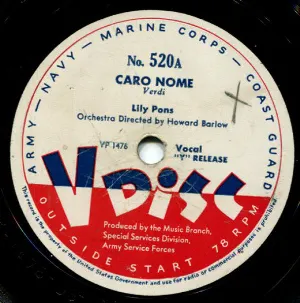 ARMY — NAVY — MARINE CORPS — COAST GUARD
No. 520A
CARO NOME
Verdi
Lily Pons
Orchestra Directed by Howard Barlow
VP 1476
Vocal
"Y" RELEASE
V DISC
Produced by the Music Branch,
Special Services Division,
Army Service Forces
OUTSIDE START 78 RPM
This record is the property of the United States Government and use for radio or commercial purposes is prohibited